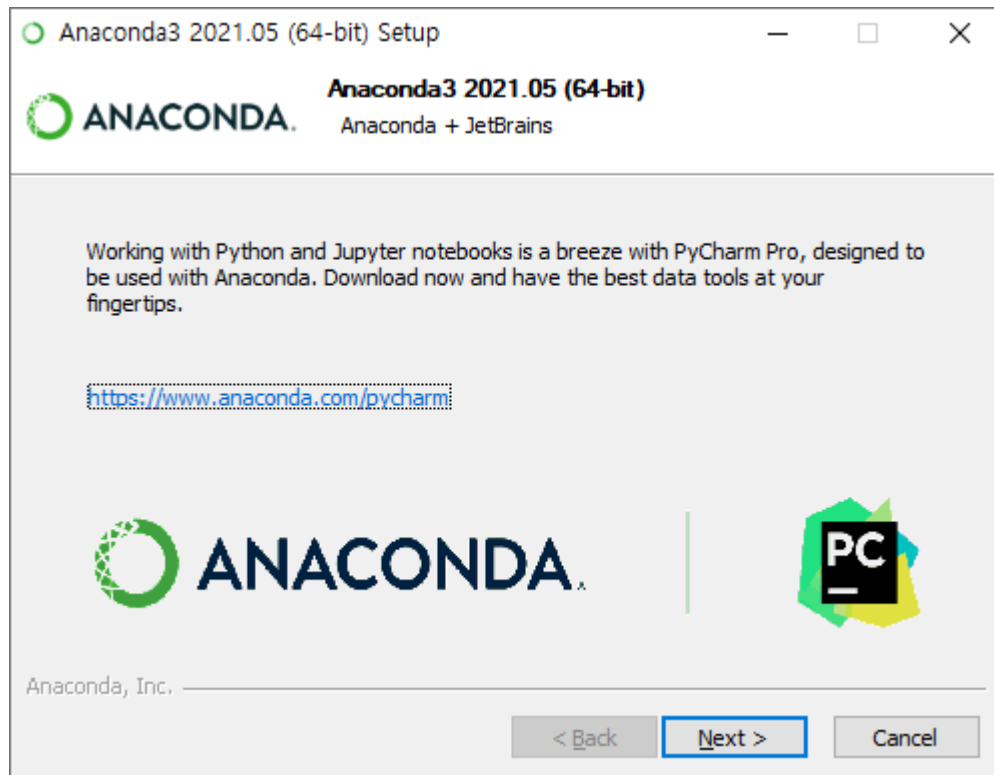 Anaconda3 2021.05 (64-bit) Setup
ANACONDA.
Anaconda3 2021.05 (64-bit)
Anaconda + JetBrains
Working with Python and Jupyter notebooks is a breeze with PyCharm Pro, designed to
be used with Anaconda. Download now and have the best data tools at your
fingertips.
https://www.anaconda.com/pycharm
ANACONDA.
PC
Anaconda, Inc.
< Back
Next >
Cancel